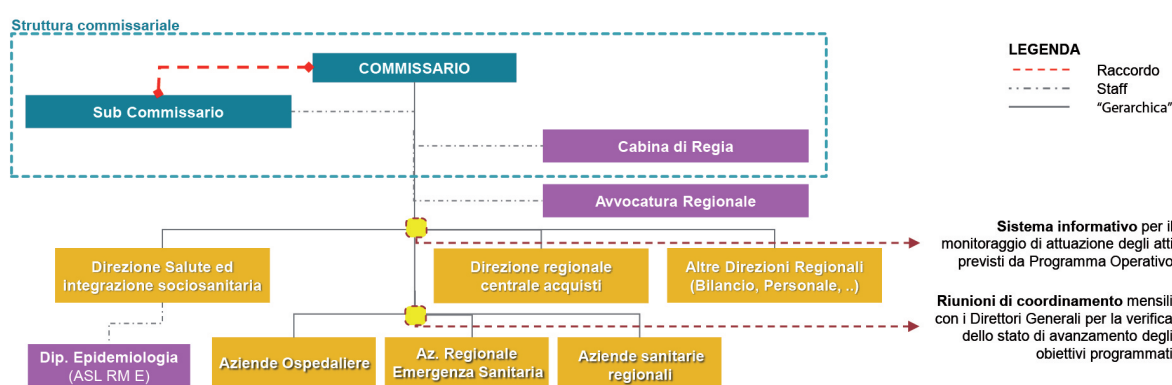 Struttura commissariale
COMMISSARIO
Sub Commissario
Cabina di Regia
Avvocatura Regionale
LEGENDA
Raccordo
Staff
“Gerarchica”
Direzione Salute ed
integrazione sociosanitaria
Direzione regionale
centrale acquisti
Altre Direzioni Regionali
(Bilancio, Personale, ..)
Sistema informativo per il
monitoraggio di attuazione degli atti
previsti da Programma Operativo
Dip. Epidemiologia
(ASL RM E)
Aziende Ospedaliere
Az. Regionale
Emergenza Sanitaria
Aziende sanitarie
regionali
Riunioni di coordinamento mensili
con i Direttori Generali per la verifica
dello stato di avanzamento degli
obiettivi programmati